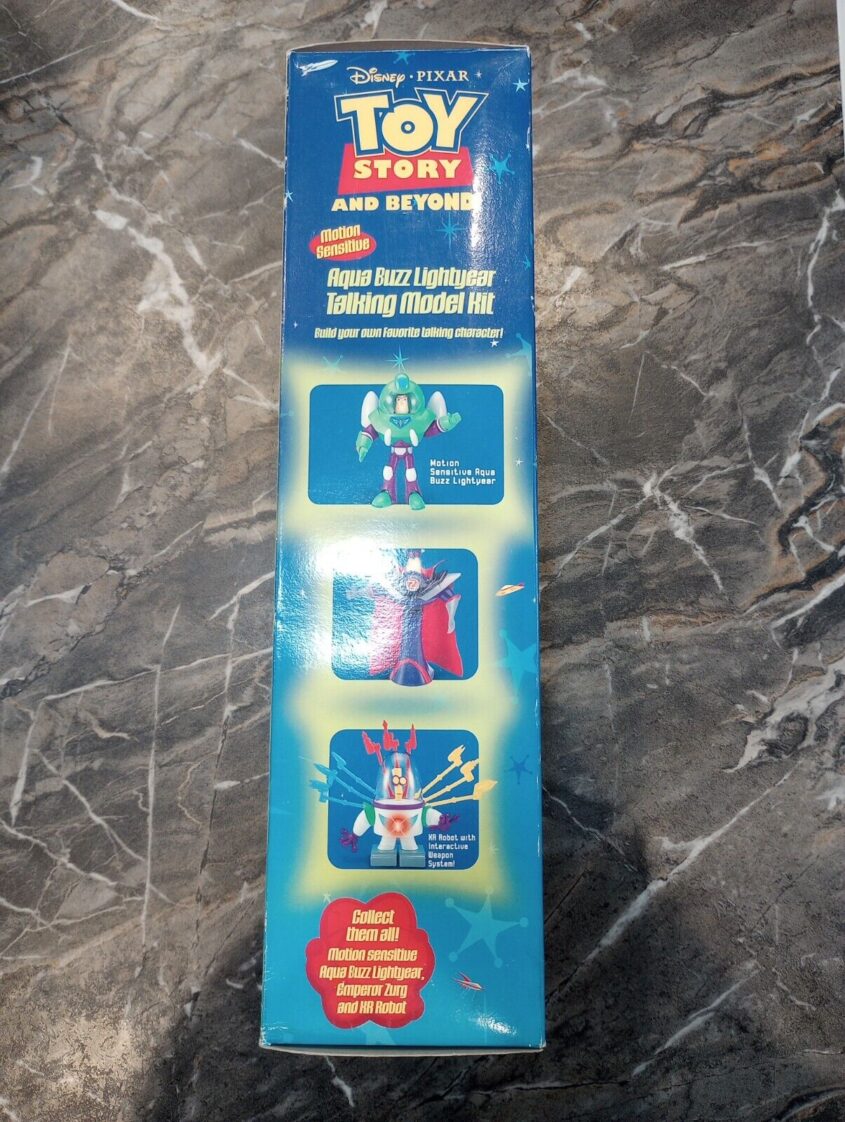 Disney · PIXAR
TOY
STORY
AND BEYOND
Motion
Sensitive
Aqua Buzz Lightyear
Talking Model Kit
Build your own favorite talking character!
Motion
Sensitive Aqua
Buzz Lightyear
XR Robot with
Interactive
Weapon
System!
Collect
them all!
Motion sensitive
Aqua Buzz Lightyear,
Emperor Zurg
and XR Robot